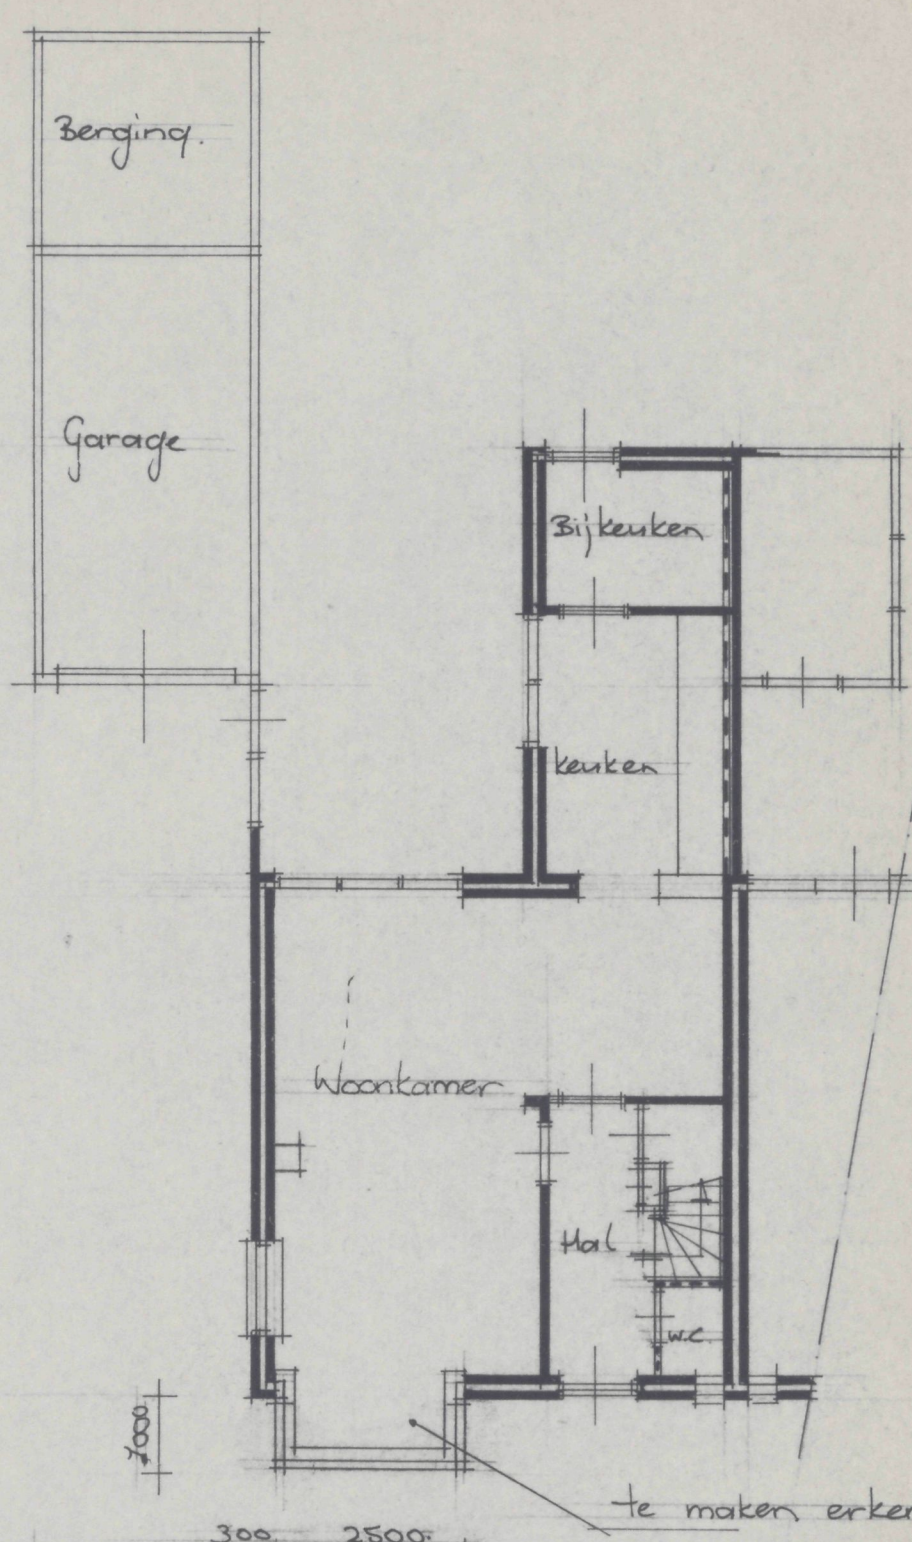 Berging.
Garage
Bijkeuken
keuken
Woonkamer
Hal
w.c.
1000
te maken erker
300 2500.